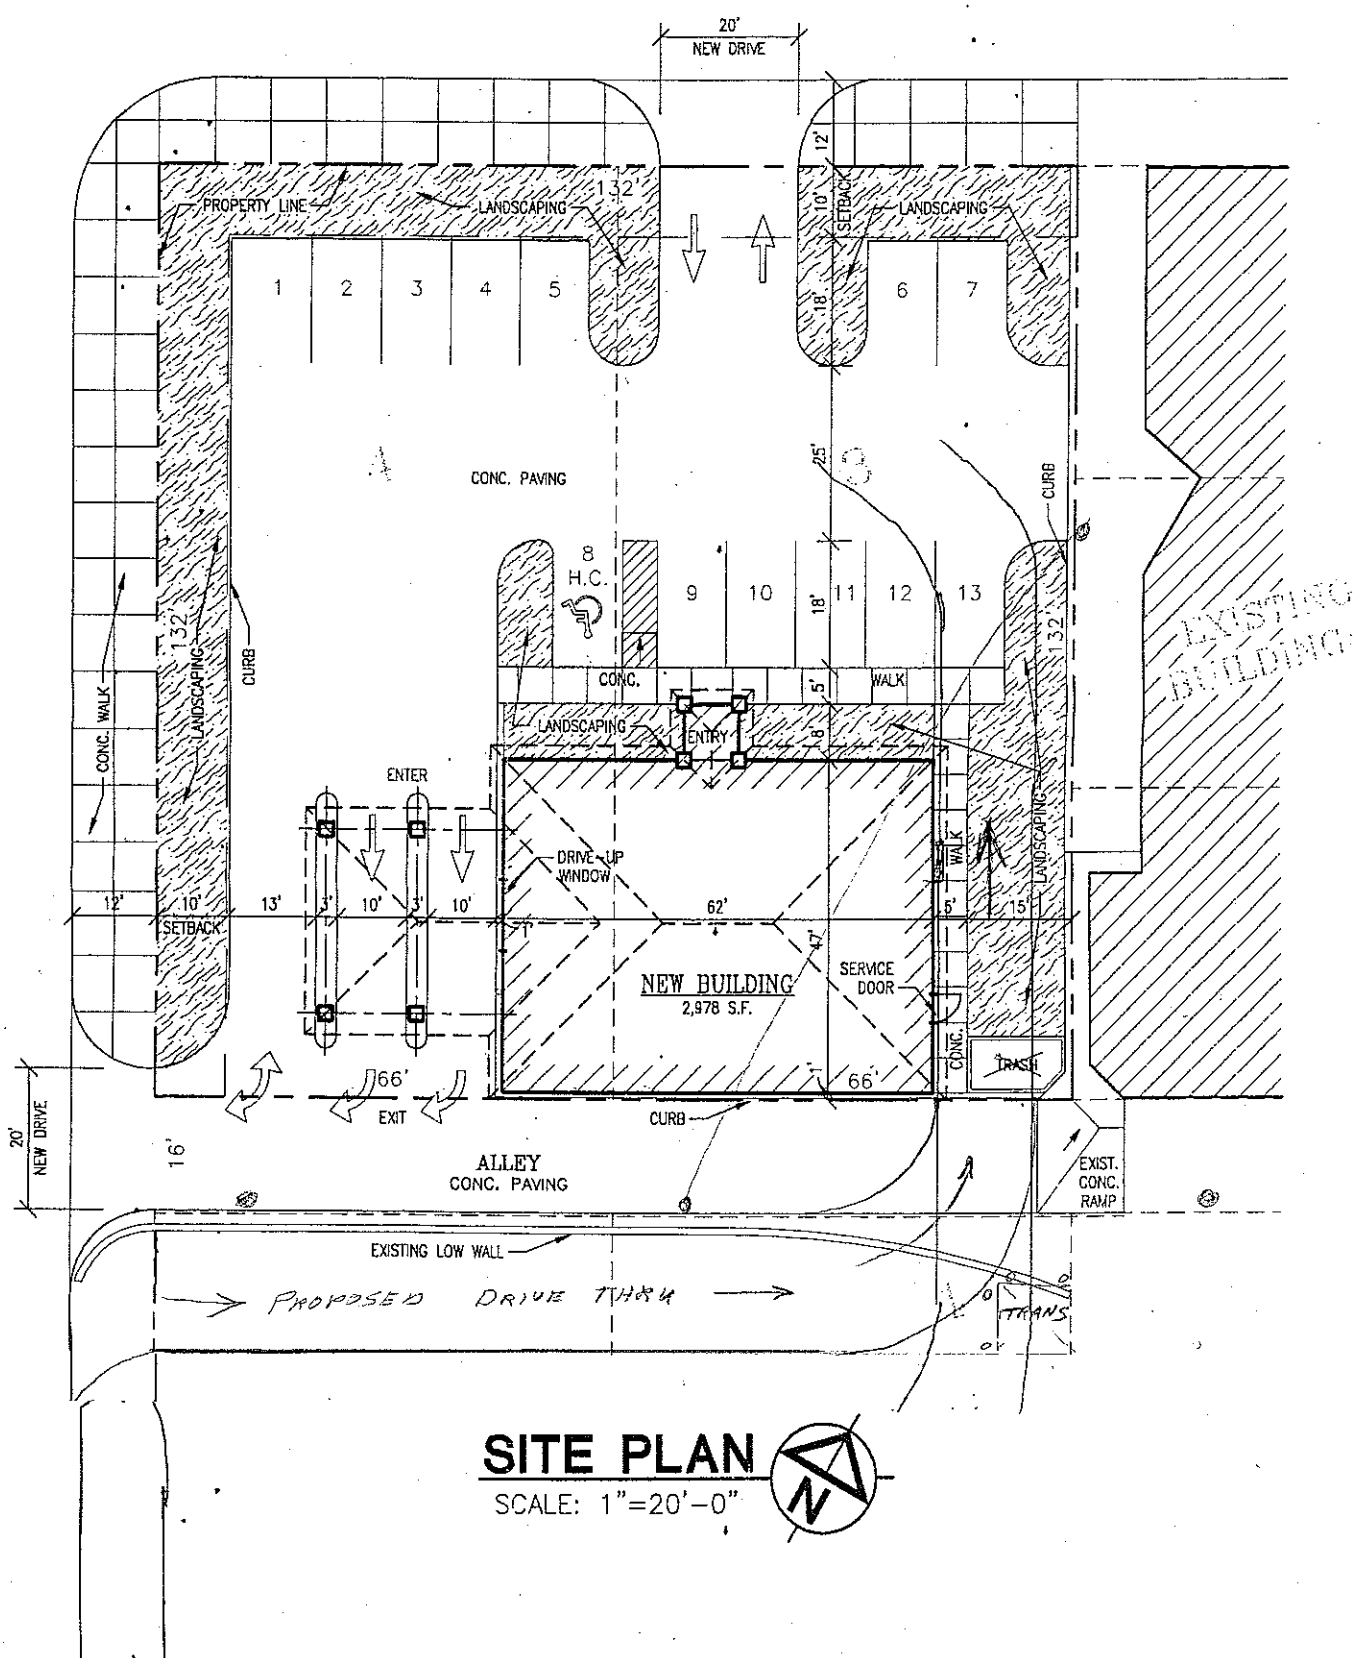 20'
NEW DRIVE
12'
132'
PROPERTY LINE
LANDSCAPING
10'
SETBACK
LANDSCAPING
1
2
3
4
5
6
7
18'
4
3
25'
CONC. PAVING
CURB
8
H.C.
9
10
18'
11
12
13
132'
LANDSCAPING
CURB
132'
EXISTING
BUILDING
CONC.
WALK
5'
CONC. WALK
LANDSCAPING
ENTRY
8'
ENTER
DRIVE-UP
WINDOW
WALK
LANDSCAPING
12'
10'
SETBACK
13'
3'
10'
3'
10'
1'
62'
47'
5'
15'
NEW BUILDING
2,978 S.F.
SERVICE
DOOR
CONC.
TRASH
66'
1'
66'
EXIT
CURB
20'
NEW DRIVE
16'
ALLEY
CONC. PAVING
EXIST.
CONC.
RAMP
EXISTING LOW WALL
PROPOSED DRIVE THRU
TRANS
SITE PLAN
SCALE: 1"=20'-0"
N